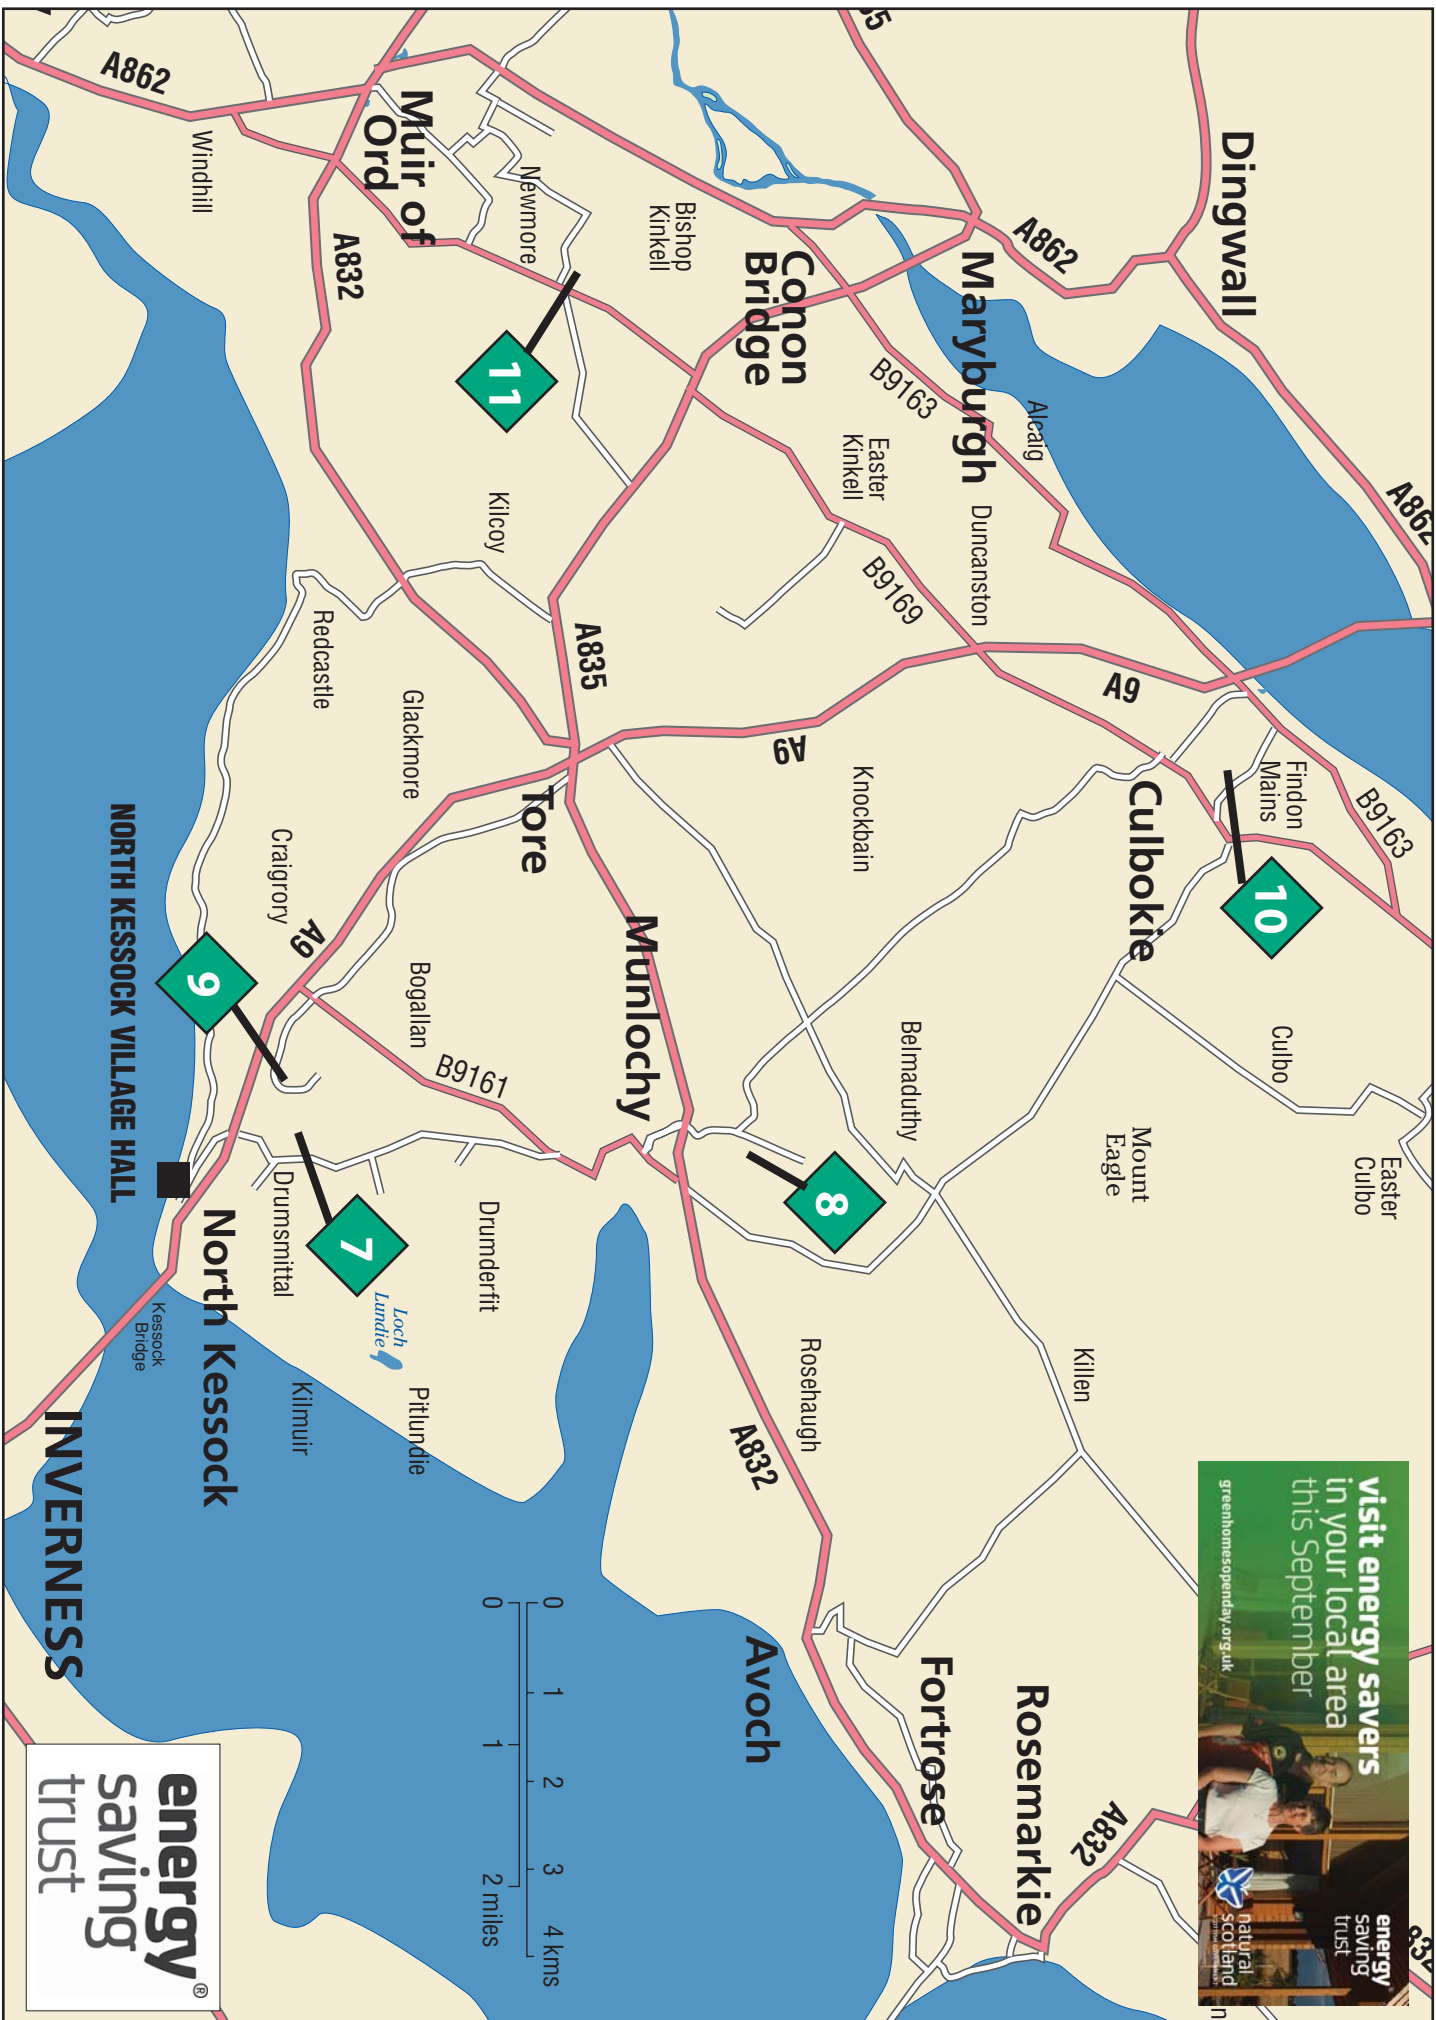 A862
visit energy savers
in your local area
this September
greenhomesopenday.org.uk
energy
saving
trust
natural
scotland
832
n
Dingwall
B9163
Findon
Mains
10
Culbo
Easter
Culbo
A862
Maryburgh
Alcaig
Duncanston
A9
Culbokie
Mount
Eagle
Killen
A832
Rosemarkie
35
B9163
Easter
Kinkell
B9169
Knockbain
Belmaduthy
8
Fortrose
Conon
Bridge
A9
Rosehaugh
A832
Avoch
Bishop
Kinkell
A835
Munlochy
Newmore
11
Kilcoy
Tore
B9161
Drumderfit
0 1 2 3 4 kms
0 1 2 miles
Muir of
Ord
Glackmore
Bogallan
Loch
Lundie
Pitlundie
A832
Redcastle
7
Craigrory
A9
Drumsmittal
Kilmuir
Windhill
9
North Kessock
A862
NORTH KESSOCK VILLAGE HALL
Kessock
Bridge
INVERNESS
energy
saving
trust®